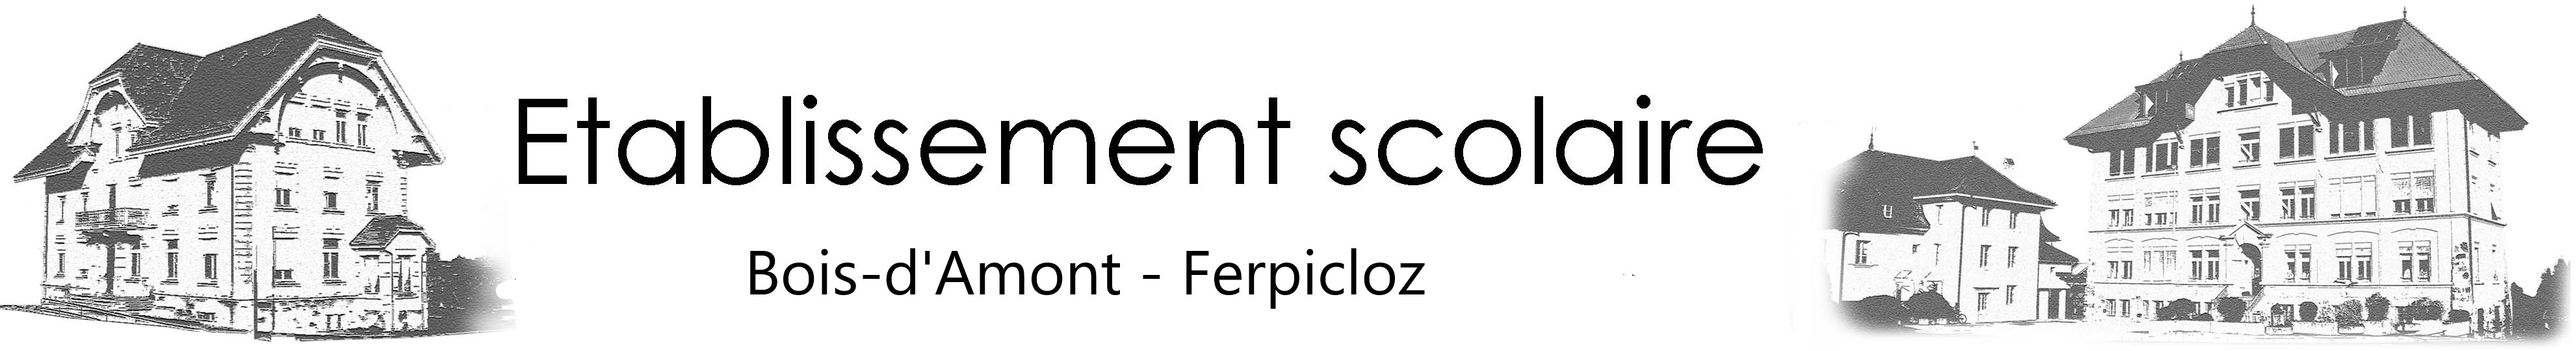 Etablissement scolaire
Bois-d'Amont - Ferpicloz